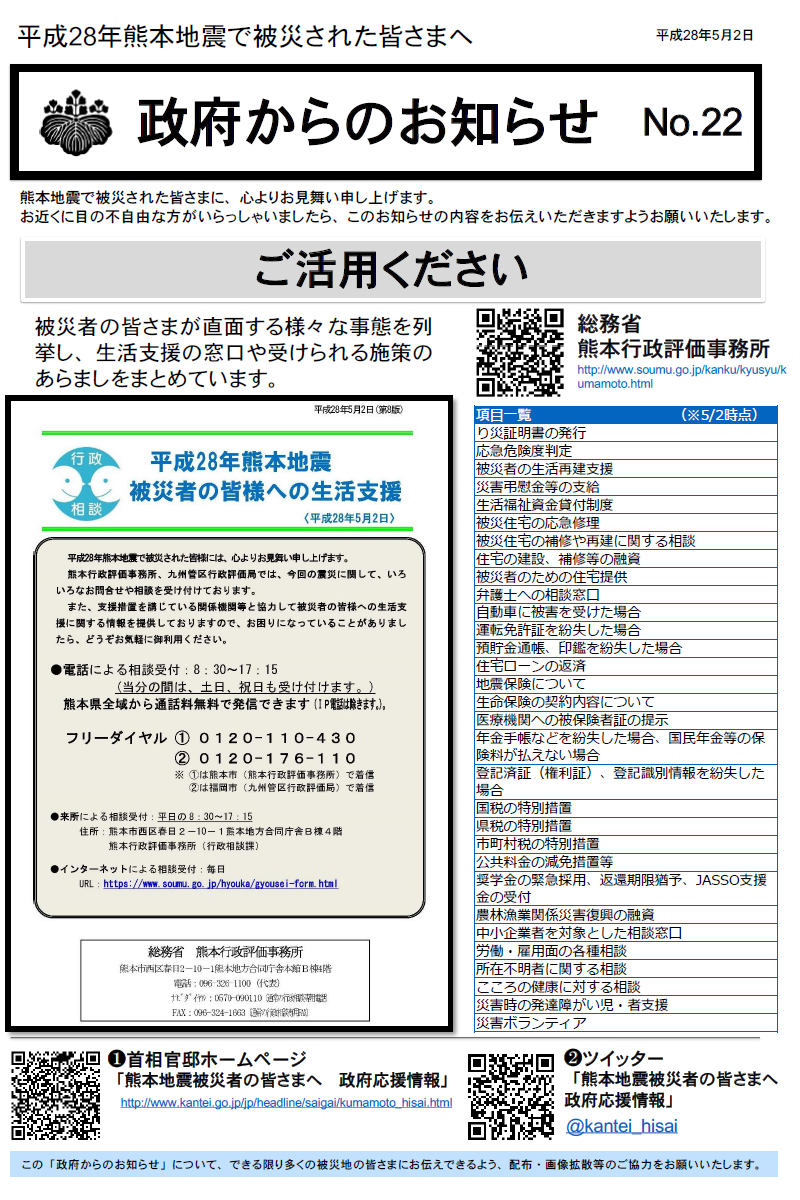 平成28年熊本地震で被災された皆さまへ
平成28年5月2日
政府からのお知らせ No.22
熊本地震で被災された皆さまに、心よりお見舞い申し上げます。
お近くに目の不自由な方がいらっしゃいましたら、このお知らせの内容をお伝えいただきますようお願いいたします。
ご活用ください
被災者の皆さまが直面する様々な事態を列
挙し、生活支援の窓口や受けられる施策の
あらましをまとめています。
総務省
熊本行政評価事務所
http://www.soumu.go.jp/kanku/kyusyu/k
umamoto.html
平成28年5月2日(第8版)
行政
相談
平成28年熊本地震
被災者の皆様への生活支援
〈平成28年5月2日〉
平成28年熊本地震で被災された皆様には、心よりお見舞い申し上げます。
熊本行政評価事務所、九州管区行政評価局では、今回の震災に関して、いろ
いろなお問合せや相談を受け付けております。
また、支援措置を講じている関係機関等と協力して被災者の皆様への生活支
援に関する情報を提供しておりますので、お困りになっていることがありまし
たら、どうぞお気軽に御利用ください。
●電話による相談受付:8:30~17:15
(当分の間は、土日、祝日も受け付けます。)
熊本県全域から通話料無料で発信できます(IP電話は除きます。)。
フリーダイヤル ① 0120-110-430
② 0120-176-110
※ ①は熊本市(熊本行政評価事務所)で着信
②は福岡市(九州管区行政評価局)で着信
●来所による相談受付:平日の8:30~17:15
住所:熊本市西区春日2-10-1熊本地方合同庁舎B棟4階
熊本行政評価事務所(行政相談課)
●インターネットによる相談受付:毎日
URL:https://www.soumu.go.jp/hyouka/gyousei-form.html
総務省 熊本行政評価事務所
熊本市西区春日2-10-1熊本地方合同庁舎本館B棟4階
電話:096-326-1100(代表)
ナビダイヤル:0570-090110
FAX:096-324-1663
項目一覧 (※5/2時点)
り災証明書の発行
応急危険度判定
被災者の生活再建支援
災害弔慰金等の支給
生活福祉資金貸付制度
被災住宅の応急修理
被災住宅の補修や再建に関する相談
住宅の建設、補修等の融資
被災者のための住宅提供
弁護士への相談窓口
自動車に被害を受けた場合
運転免許証を紛失した場合
預貯金通帳、印鑑を紛失した場合
住宅ローンの返済
地震保険について
生命保険の契約内容について
医療機関への被保険者証の提示
年金手帳などを紛失した場合、国民年金等の保
険料が払えない場合
登記済証(権利証)、登記識別情報を紛失した
場合
国税の特別措置
県税の特別措置
市町村税の特別措置
公共料金の減免措置等
奨学金の緊急採用、返還期限猶予、JASSO支援
金の受付
農林漁業関係災害復興の融資
中小企業者を対象とした相談窓口
労働・雇用面の各種相談
所在不明者に関する相談
こころの健康に対する相談
災害時の発達障がい児・者支援
災害ボランティア
❶首相官邸ホームページ
「熊本地震被災者の皆さまへ 政府応援情報」
http://www.kantei.go.jp/jp/headline/saigai/kumamoto_hisai.html
❷ツイッター
「熊本地震被災者の皆さまへ
政府応援情報」
@kantei_hisai
この「政府からのお知らせ」について、できる限り多くの被災地の皆さまにお伝えできるよう、配布・画像拡散等のご協力をお願いいたします。